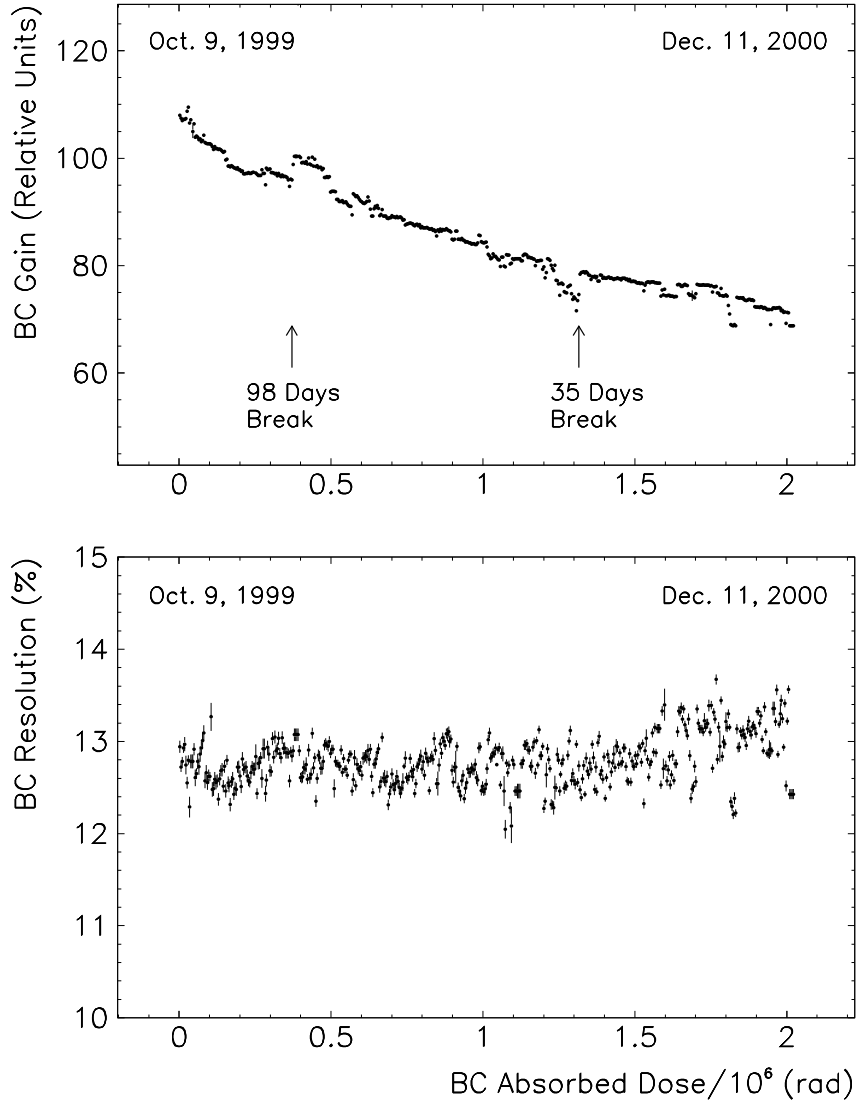 Oct. 9, 1999
Dec. 11, 2000
BC Gain (Relative Units)
120
100
80
60
98 Days
Break
35 Days
Break
0
0.5
1
1.5
2
Oct. 9, 1999
Dec. 11, 2000
BC Resolution (%)
15
14
13
12
11
10
0
0.5
1
1.5
2
BC Absorbed Dose/10⁶ (rad)